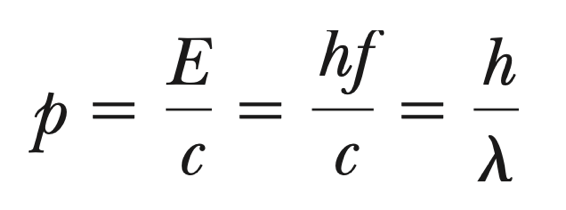 p = E/c = hf/c = h/λ